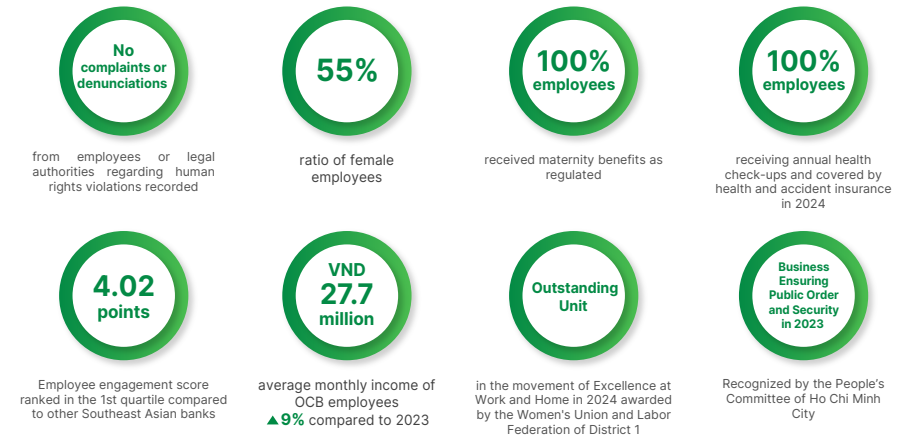 No
complaints or
denunciations
from employees or legal
authorities regarding human
rights violations recorded
55%
ratio of female
employees
100%
employees
received maternity benefits as
regulated
100%
employees
receiving annual health
check-ups and covered by
health and accident insurance
in 2024
4.02
points
Employee engagement score
ranked in the 1st quartile compared
to other Southeast Asian banks
VND
27.7
million
average monthly income of
OCB employees
▲9% compared to 2023
Outstanding
Unit
in the movement of Excellence at
Work and Home in 2024 awarded
by the Women's Union and Labor
Federation of District 1
Business
Ensuring
Public Order
and Security
in 2023
Recognized by the People’s
Committee of Ho Chi Minh
City